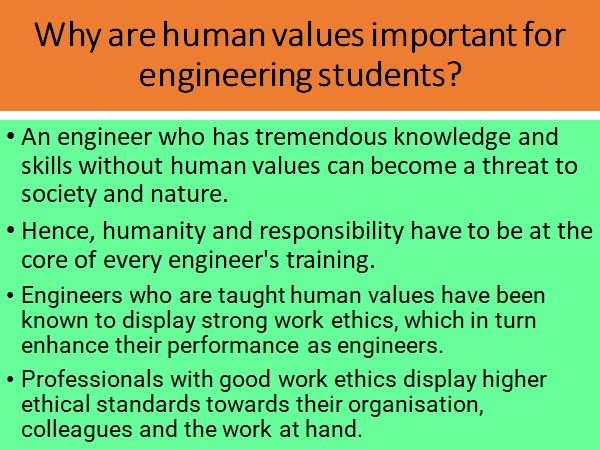 Why are human values important for
engineering students?
• An engineer who has tremendous knowledge and
skills without human values can become a threat to
society and nature.
• Hence, humanity and responsibility have to be at the
core of every engineer's training.
• Engineers who are taught human values have been
known to display strong work ethics, which in turn
enhance their performance as engineers.
• Professionals with good work ethics display higher
ethical standards towards their organisation,
colleagues and the work at hand.